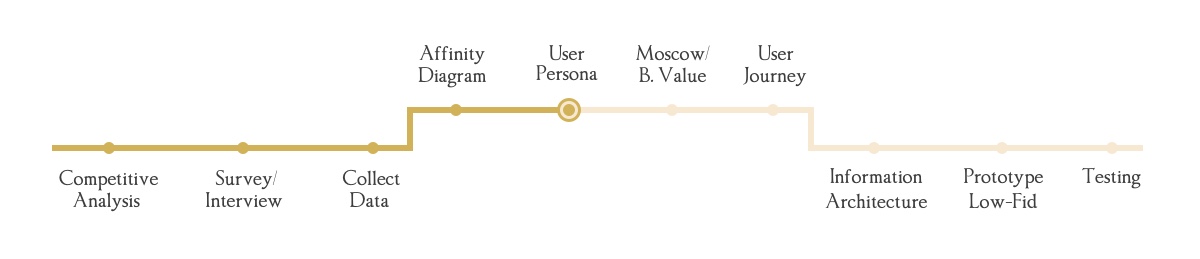 Affinity
Diagram
User
Persona
Moscow/
B. Value
User
Journey
Competitive
Analysis
Survey/
Interview
Collect
Data
Information
Architecture
Prototype
Low-Fid
Testing